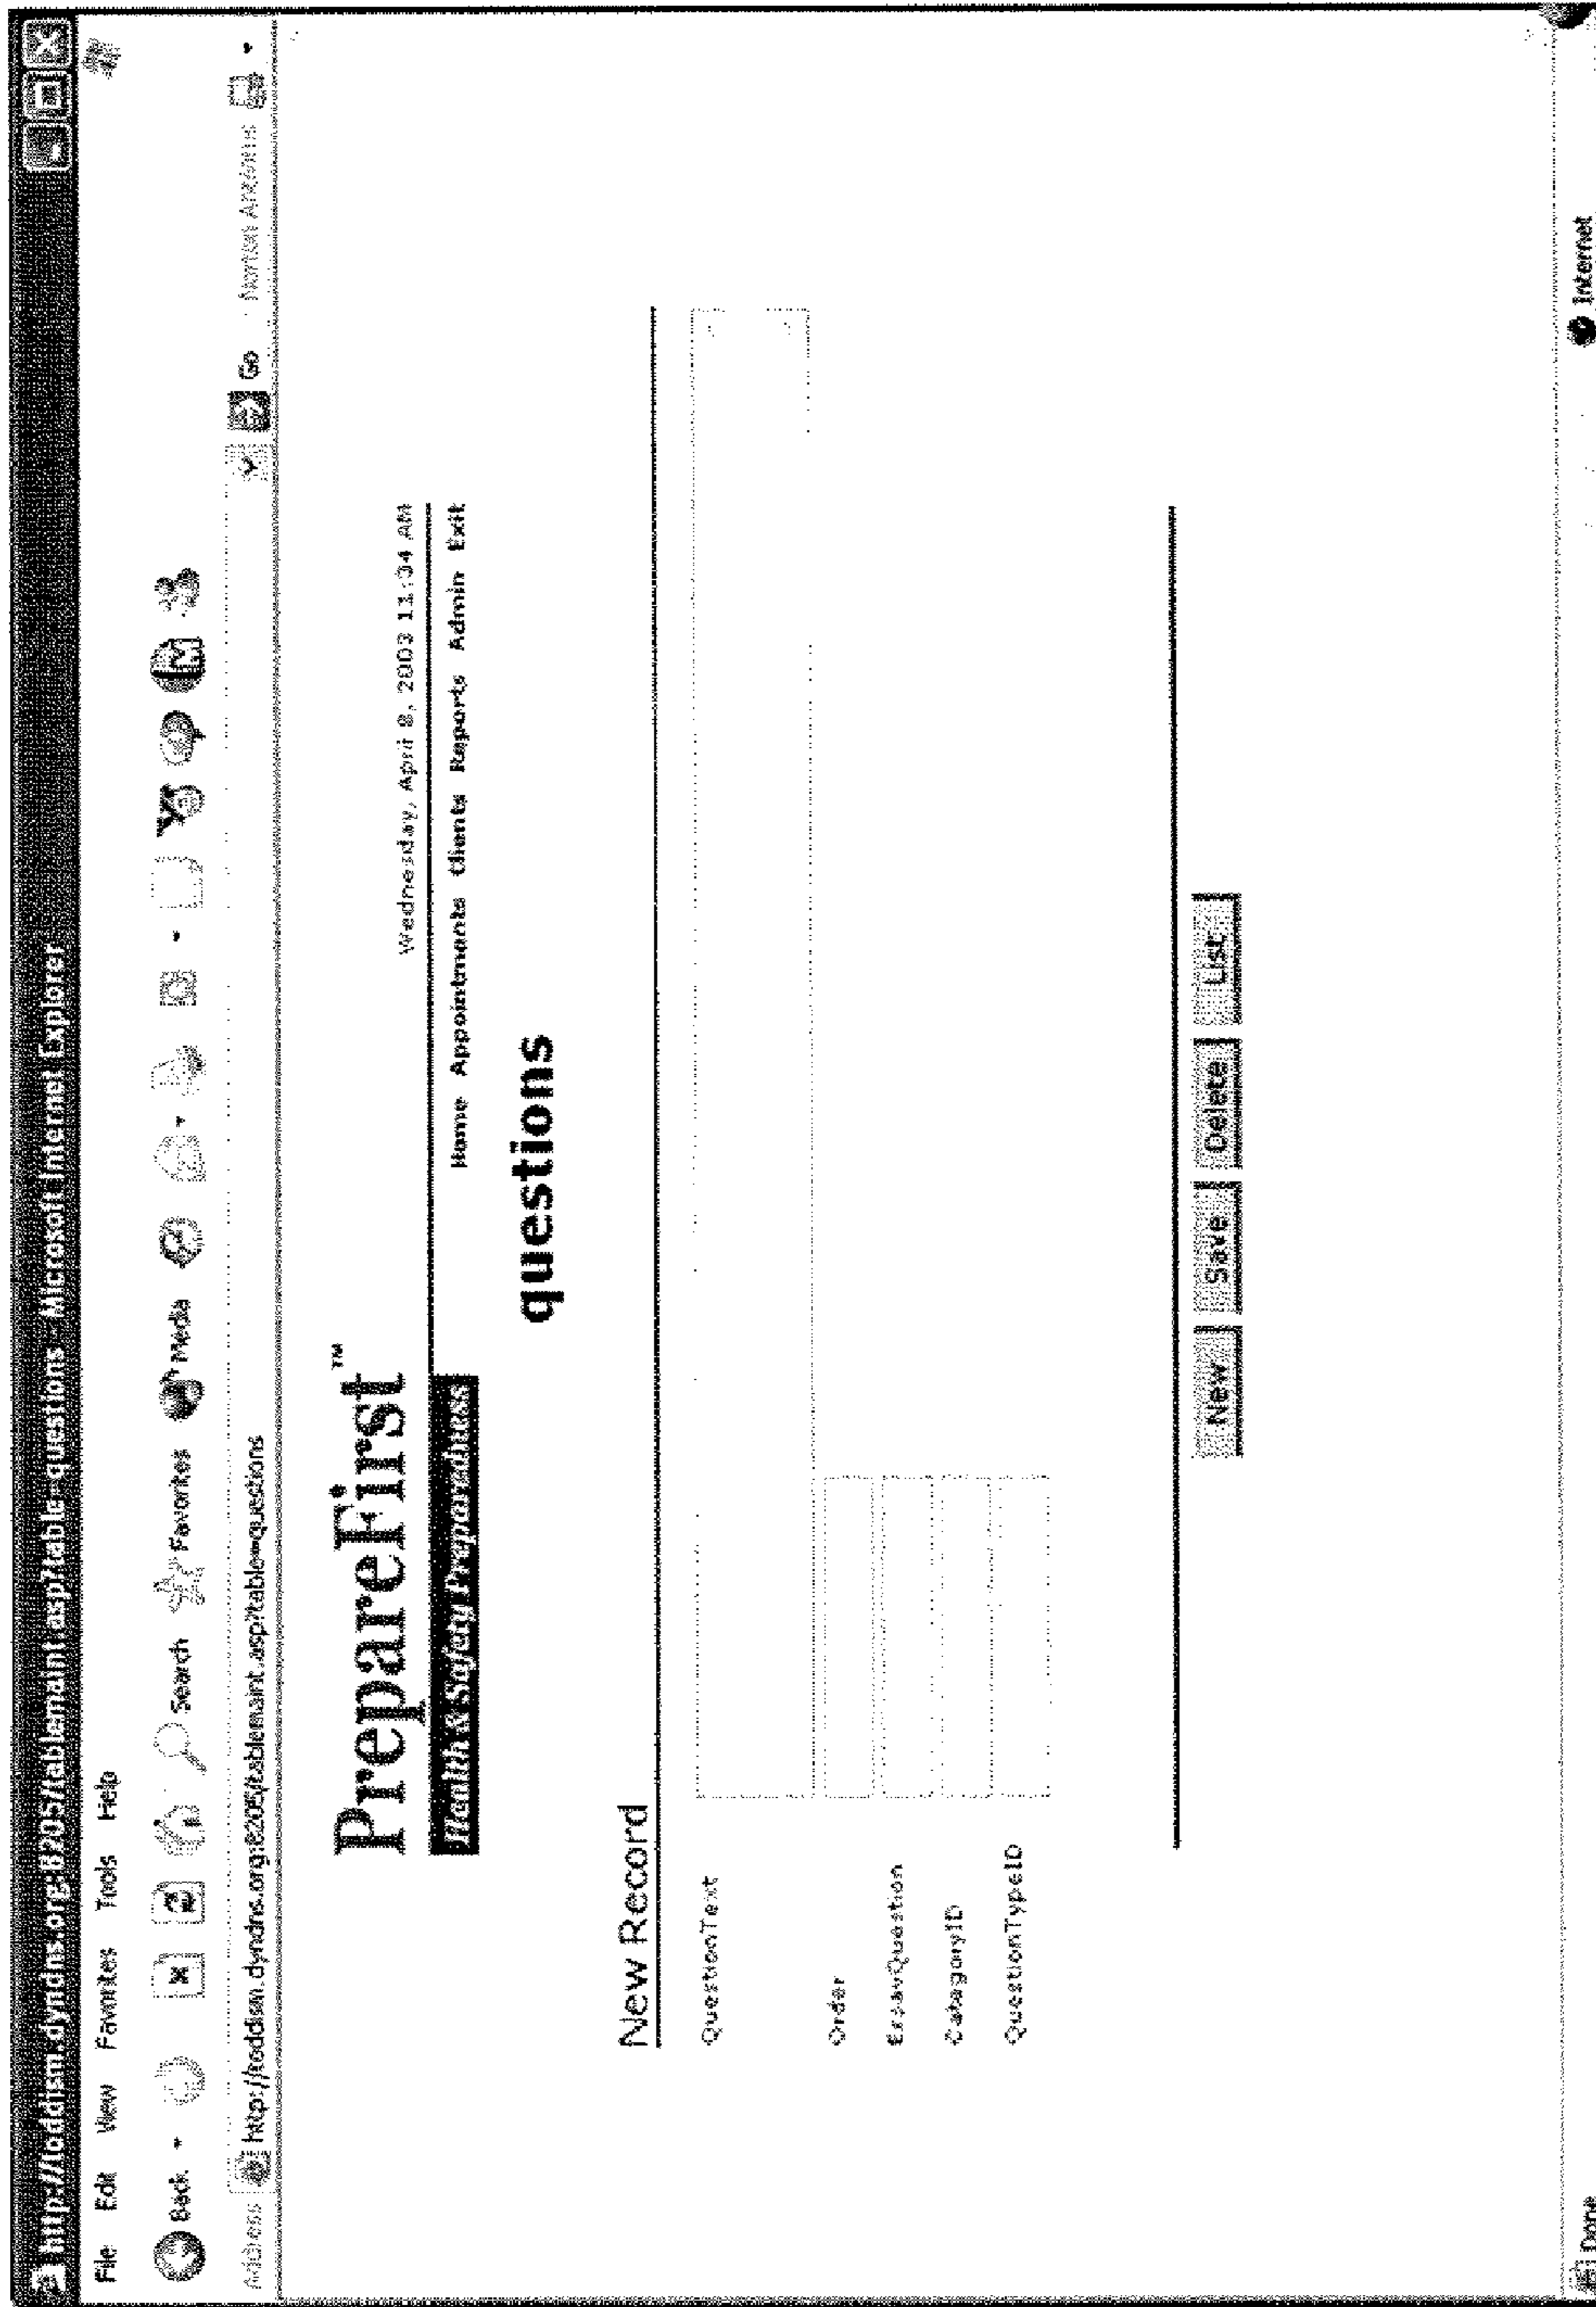 http://toddism.dyndns.org:8205/tablemaint.asp?table=questions - Microsoft Internet Explorer
File Edit View Favorites Tools Help
Back Search Favorites Media
Address http://toddism.dyndns.org:8205/tablemaint.asp?table=questions Go Norton AntiVirus
PrepareFirst™
Wednesday, April 8, 2003 11:34 AM
Health & Safety Preparedness
Home Appointments Clients Reports Admin Exit
questions
New Record
QuestionText
Order
EssayQuestion
CategoryID
QuestionTypeID
New Save Delete List
Done Internet